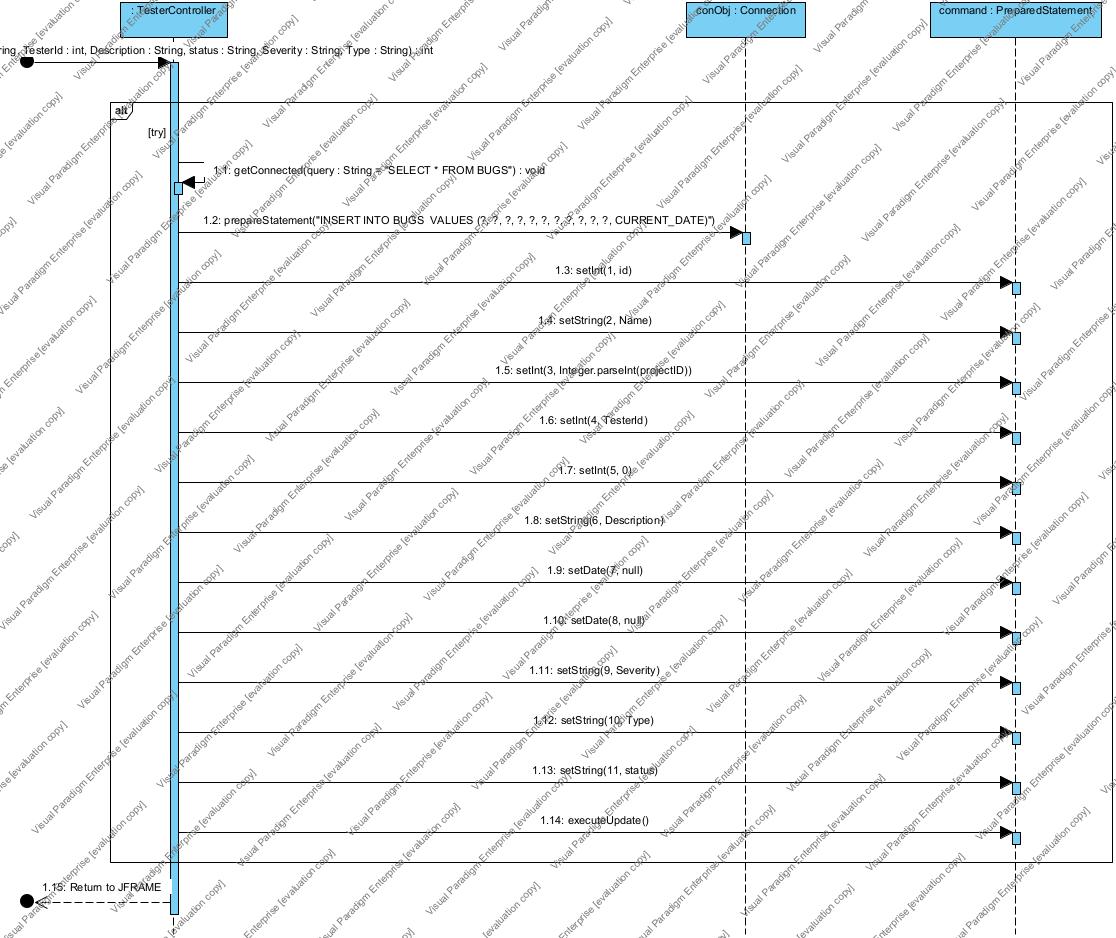 : TesterController
conObj : Connection
command : PreparedStatement
TesterId : int, Description : String, status : String, Severity : String, Type : String) : int
alt
[try]
1.1: getConnected(query : String = "SELECT * FROM BUGS") : void
1.2: prepareStatement("INSERT INTO BUGS VALUES (?, ?, ?, ?, ?, ?, ?, ?, ?, ?, ?, CURRENT_DATE)")
1.3: setInt(1, id)
1.4: setString(2, Name)
1.5: setInt(3, Integer.parseInt(projectID))
1.6: setInt(4, TesterId)
1.7: setInt(5, 0)
1.8: setString(6, Description)
1.9: setDate(7, null)
1.10: setDate(8, null)
1.11: setString(9, Severity)
1.12: setString(10, Type)
1.13: setString(11, status)
1.14: executeUpdate()
1.15: Return to JFRAME
Visual Paradigm Enterprise [evaluation copy]